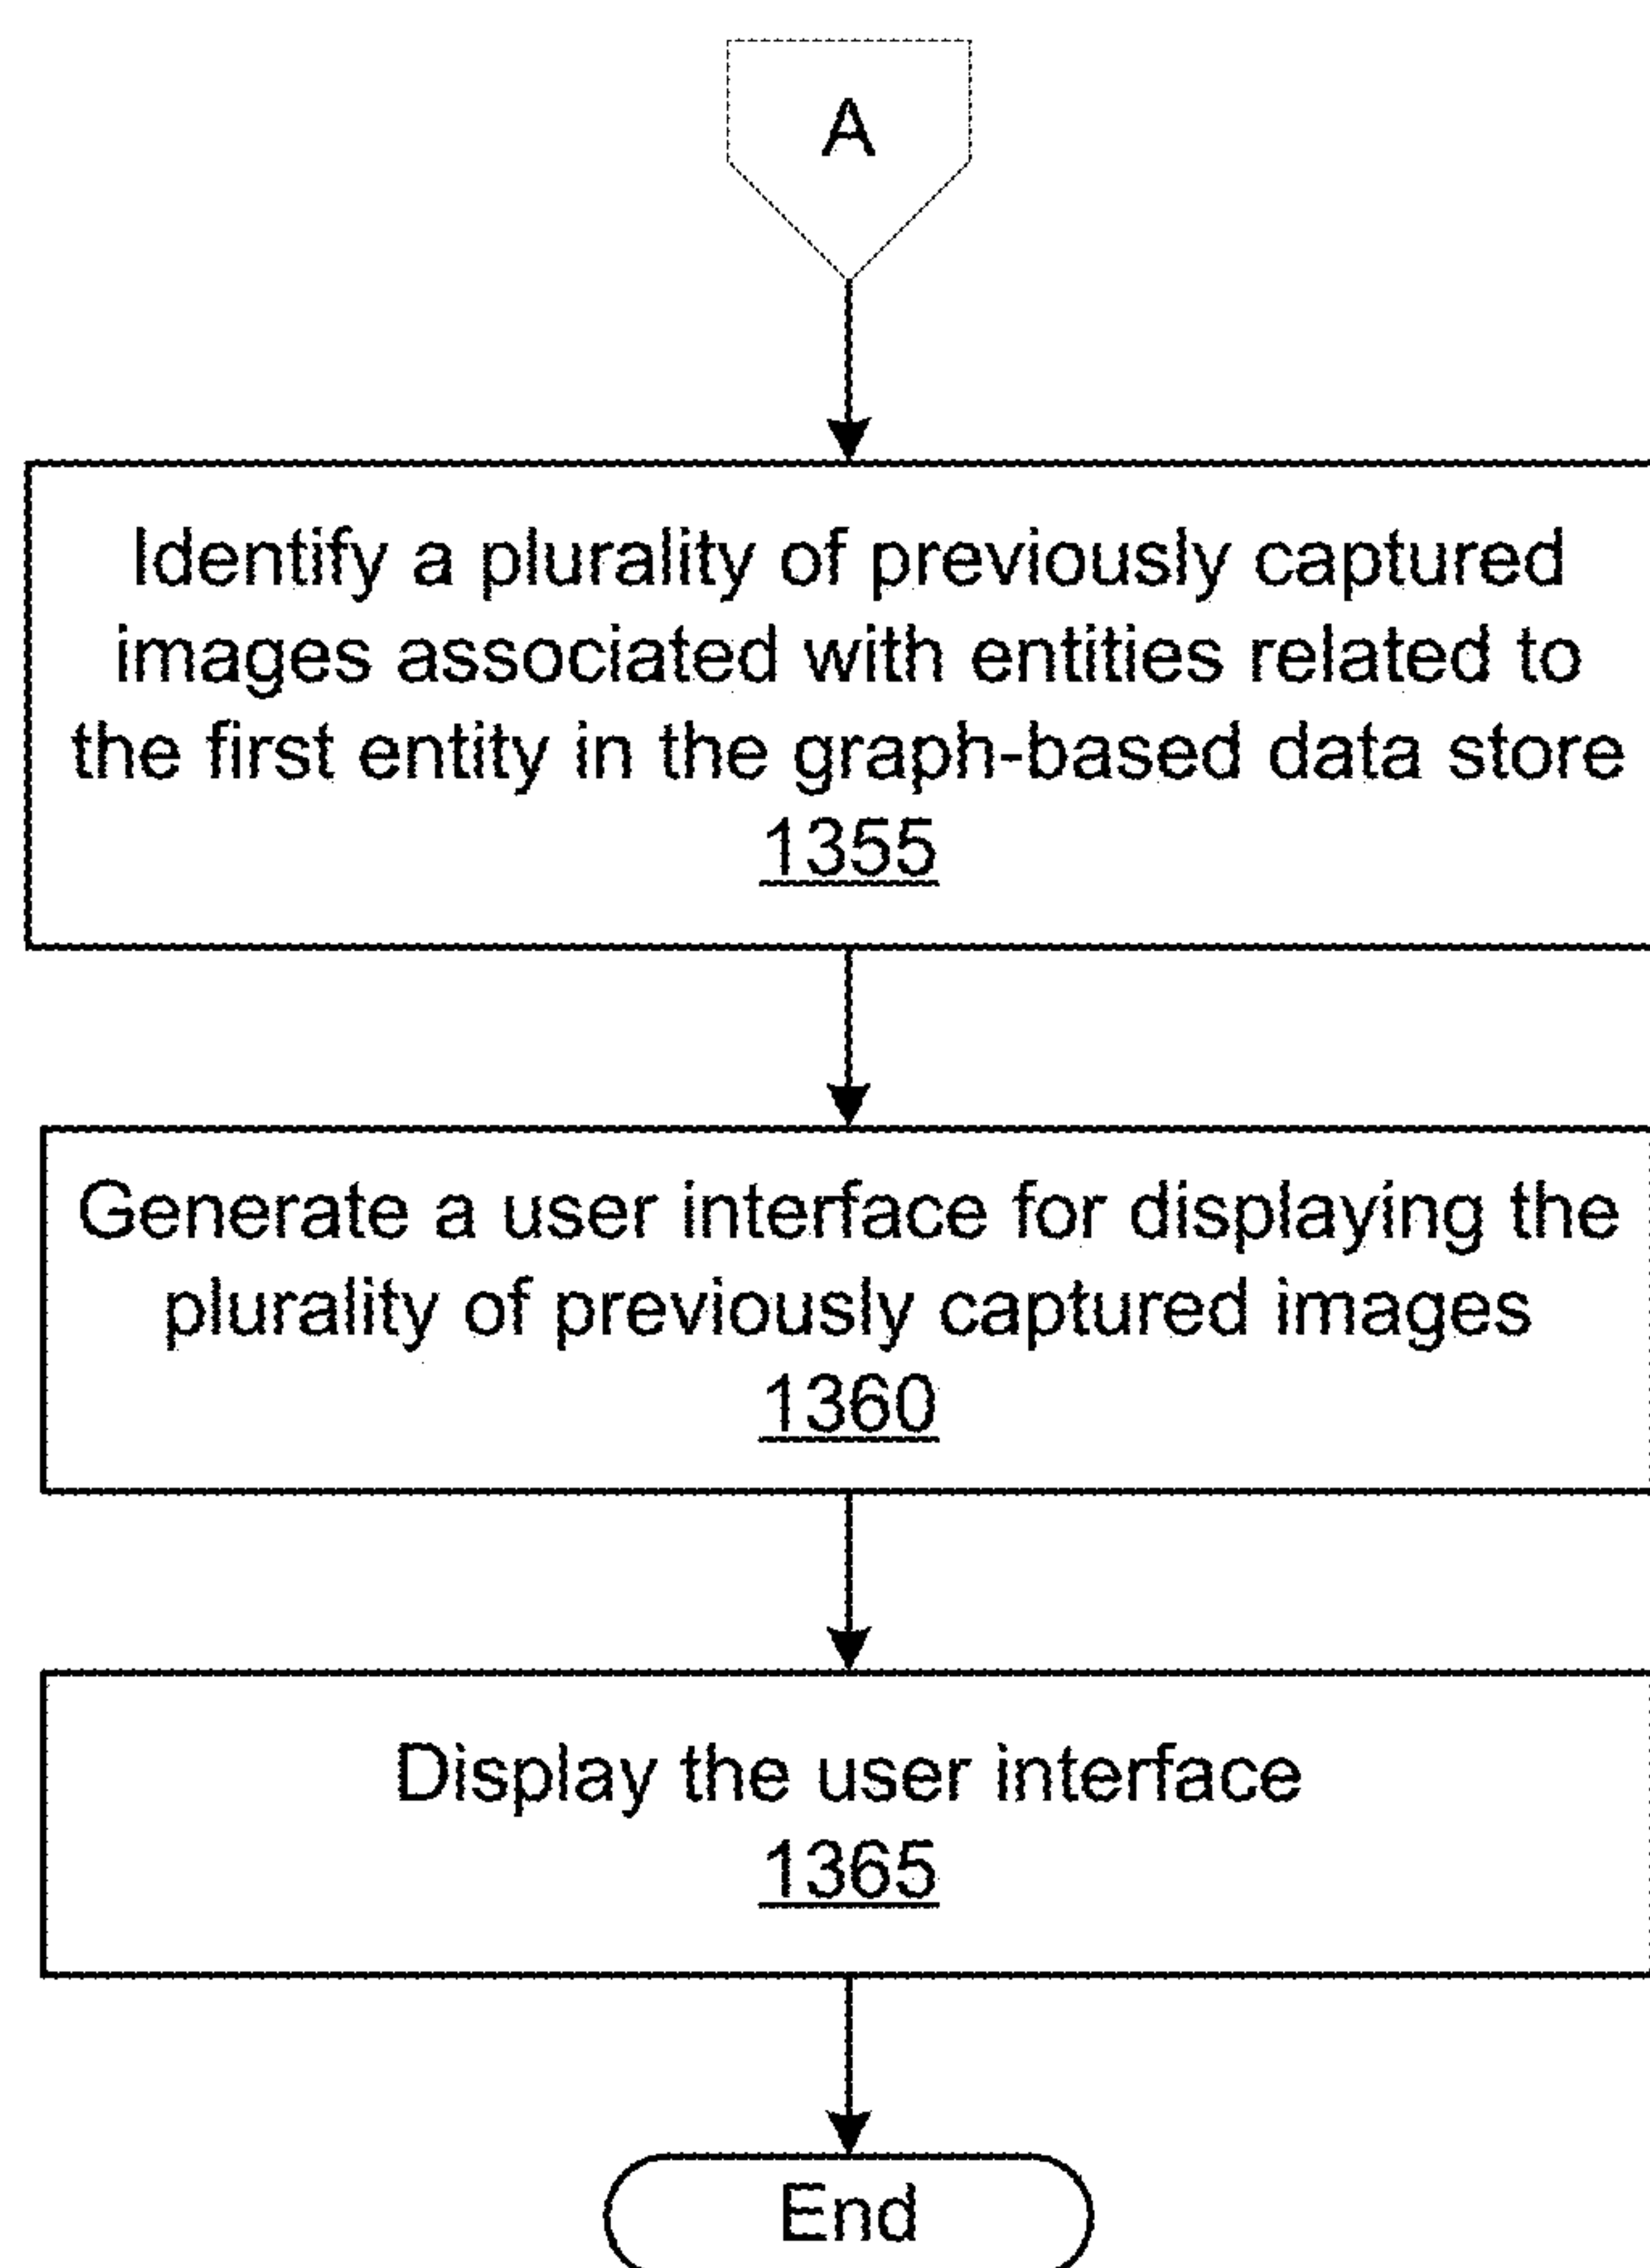 A
Identify a plurality of previously captured
images associated with entities related to
the first entity in the graph-based data store
1355
Generate a user interface for displaying the
plurality of previously captured images
1360
Display the user interface
1365
End